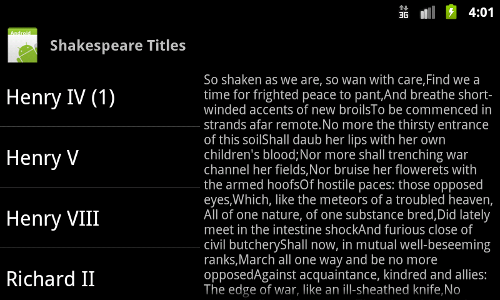 3G
4:01
Android
Shakespeare Titles
Henry IV (1)
Henry V
Henry VIII
Richard II
So shaken as we are, so wan with care,Find we a
time for frighted peace to pant,And breathe short-
winded accents of new broilsTo be commenced in
strands afar remote.No more the thirsty entrance
of this soilShall daub her lips with her own
children's blood;Nor more shall trenching war
channel her fields,Nor bruise her flowerets with
the armed hoofsOf hostile paces: those opposed
eyes,Which, like the meteors of a troubled heaven,
All of one nature, of one substance bred,Did lately
meet in the intestine shockAnd furious close of
civil butcheryShall now, in mutual well-beseeming
ranks,March all one way and be no more
opposedAgainst acquaintance, kindred and allies:
The edge of war, like an ill-sheathed knife,No